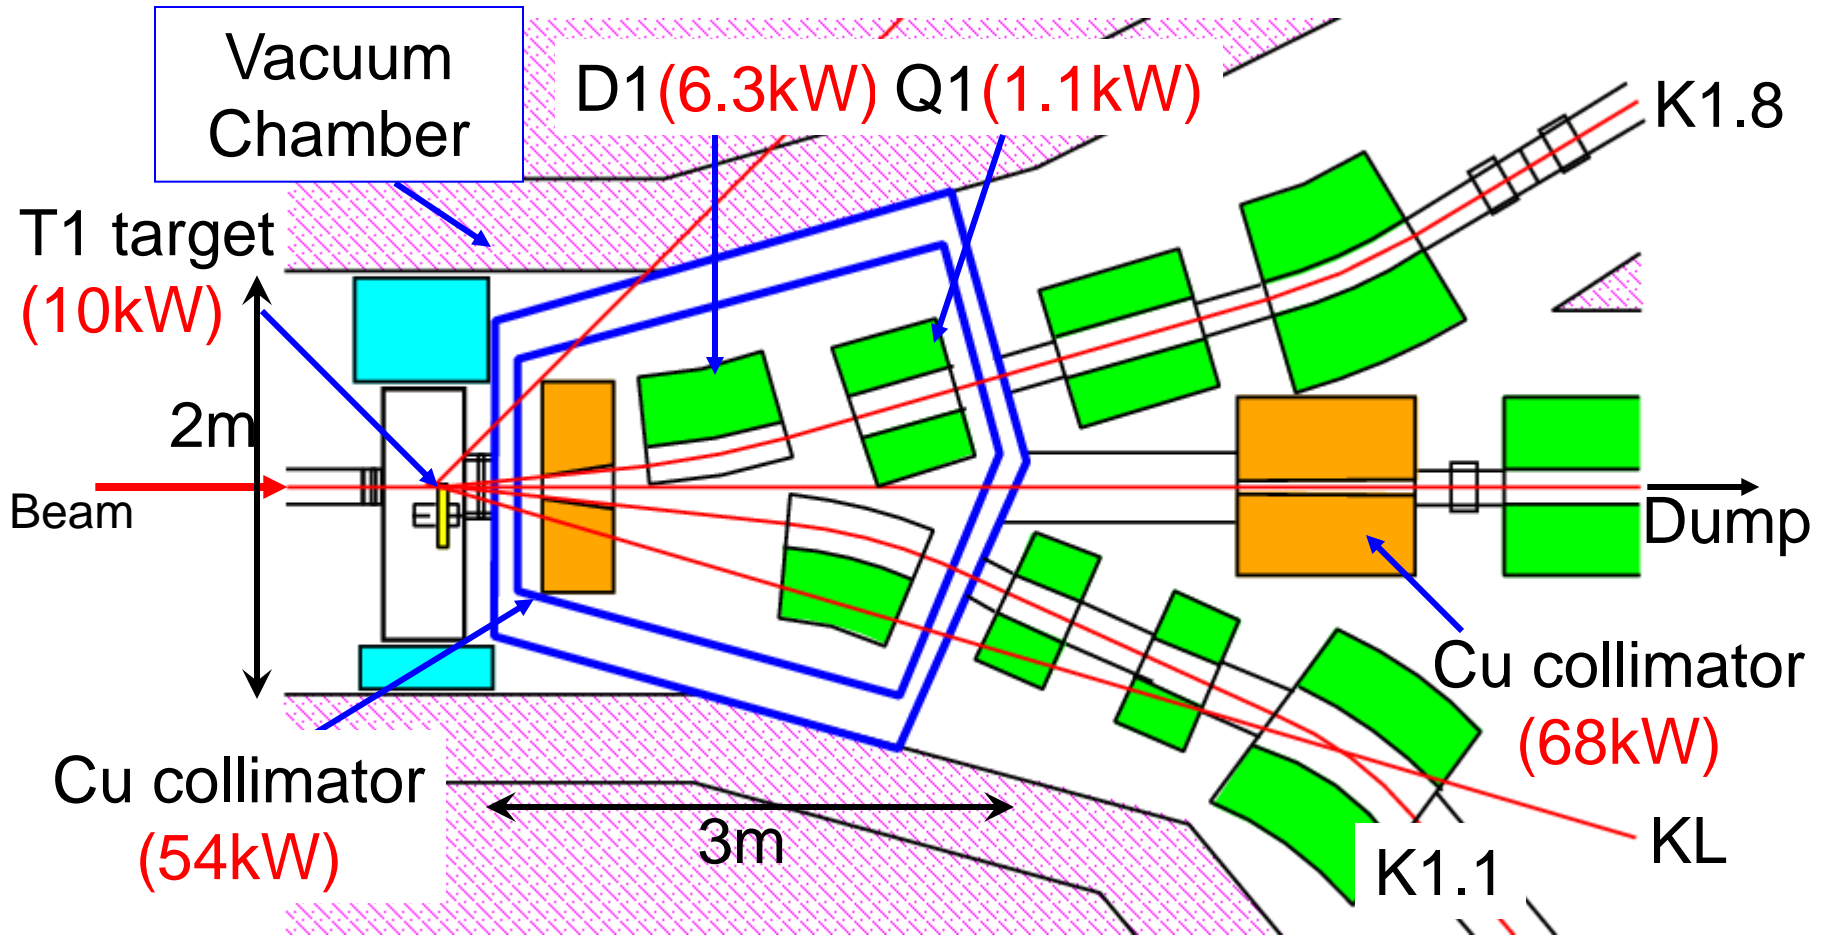 Vacuum
Chamber
D1(6.3kW) Q1(1.1kW)
K1.8
T1 target
(10kW)
2m
Beam
Dump
Cu collimator
(68kW)
Cu collimator
(54kW)
3m
KL
K1.1